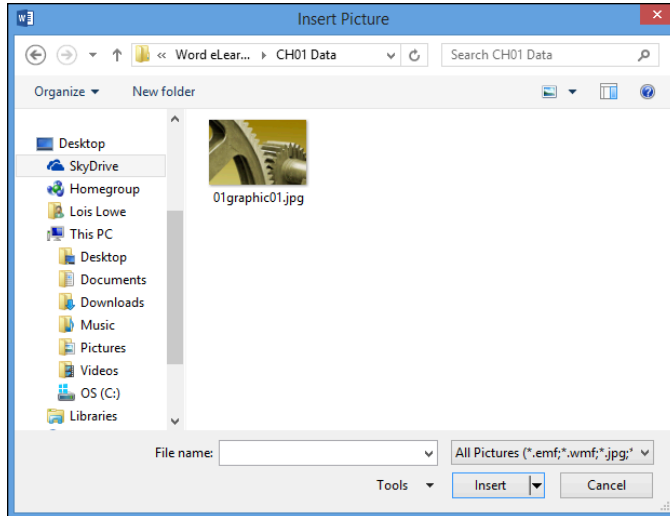 Insert Picture
« Word eLear... CH01 Data
Search CH01 Data
Organize
New folder
Desktop
SkyDrive
Homegroup
Lois Lowe
This PC
Desktop
Documents
Downloads
Music
Pictures
Videos
OS (C:)
Libraries
01graphic01.jpg
File name:
All Pictures (*.emf;*.wmf;*.jpg;*
Tools
Insert
Cancel